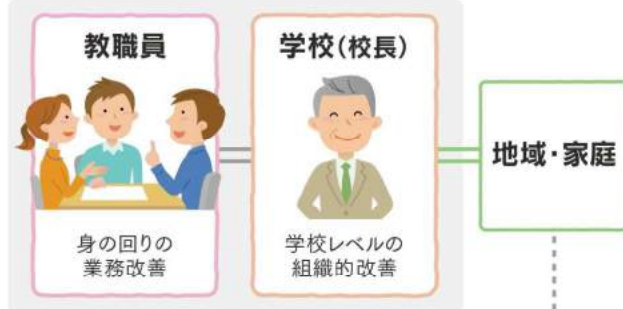 教職員
身の回りの
業務改善
学校（校長）
学校レベルの
組織的改善
地域・家庭